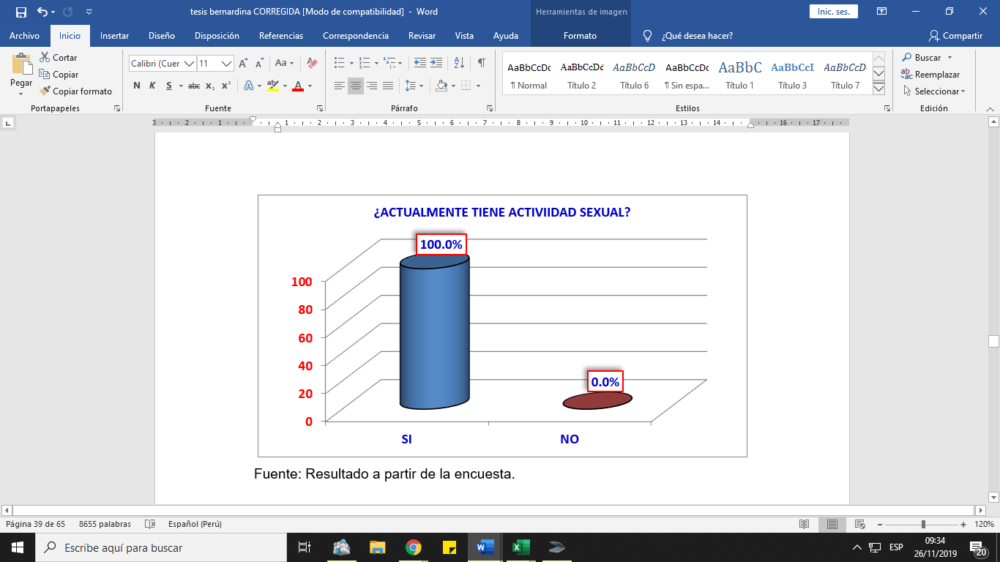 tesis bernardina CORREGIDA [Modo de compatibilidad] - Word
Herramientas de imagen
Inic. ses.
Archivo Inicio Insertar Diseño Disposición Referencias Correspondencia Revisar Vista Ayuda Formato ¿Qué desea hacer? Compartir
Pegar
Cortar
Copiar
Copiar formato
Portapapeles
Calibri (Cuer 11 Aa
N K S abc x₂ x² A ab A
Fuente
Párrafo
AaBbCcDc AaBbCcDd AaBbCcD AaBbCcDc AaBbC AaBbCcI AaBbCcD
¶ Normal Título 2 Título 6 ¶ Sin espa... Título 1 Título 3 Título 7
Estilos
Buscar
Reemplazar
Seleccionar
Edición
3 2 1 1 2 3 4 5 6 7 8 9 10 11 12 13 14 16 17
¿ACTUALMENTE TIENE ACTIVIIDAD SEXUAL?
100.0%
100
80
60
40
20
0
0.0%
SI NO
Fuente: Resultado a partir de la encuesta.
Página 39 de 65 8655 palabras Español (Perú) 120%
Escribe aquí para buscar
ESP
09:34
26/11/2019
20